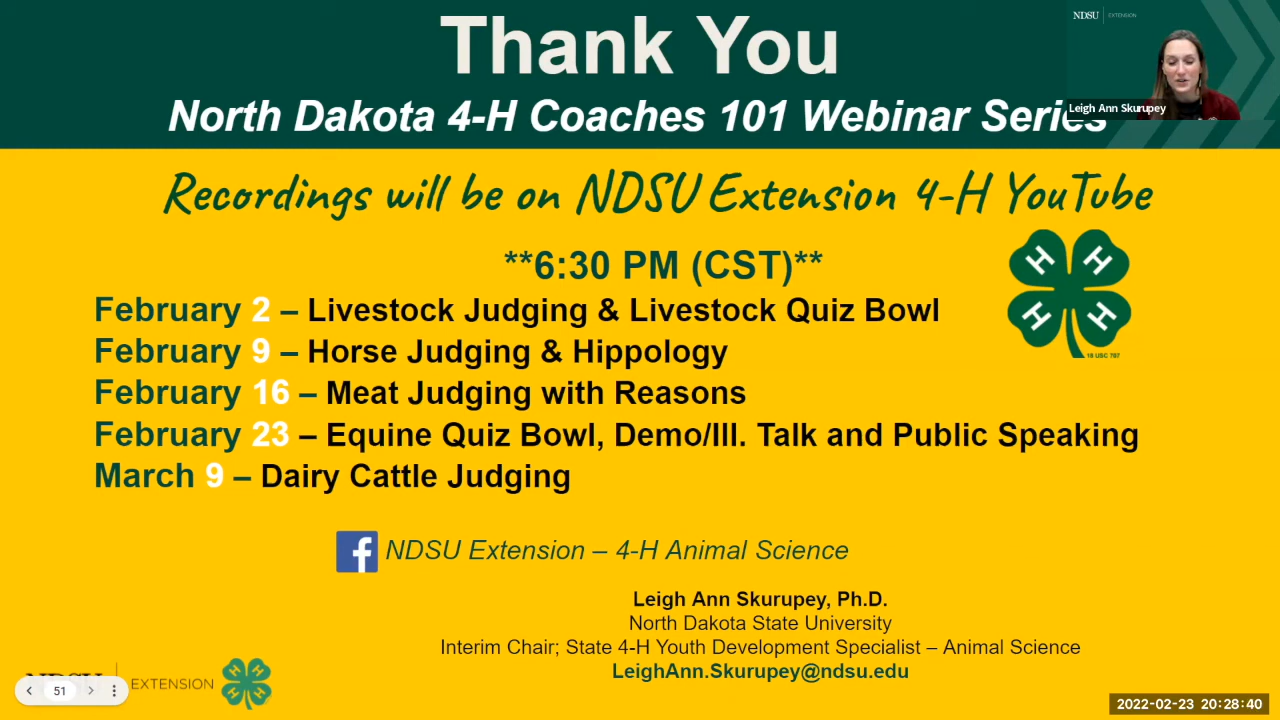 Thank You
NDSU EXTENSION
North Dakota 4-H Coaches 101 Webinar Series
Leigh Ann Skurupey
Recordings will be on NDSU Extension 4-H YouTube
**6:30 PM (CST)**
February 2 – Livestock Judging & Livestock Quiz Bowl
February 9 – Horse Judging & Hippology
February 16 – Meat Judging with Reasons
February 23 – Equine Quiz Bowl, Demo/Ill. Talk and Public Speaking
March 9 – Dairy Cattle Judging
H H
H H
18 USC 707
NDSU Extension – 4-H Animal Science
Leigh Ann Skurupey, Ph.D.
North Dakota State University
Interim Chair; State 4-H Youth Development Specialist – Animal Science
LeighAnn.Skurupey@ndsu.edu
NDSU EXTENSION
51
2022-02-23 20:28:40